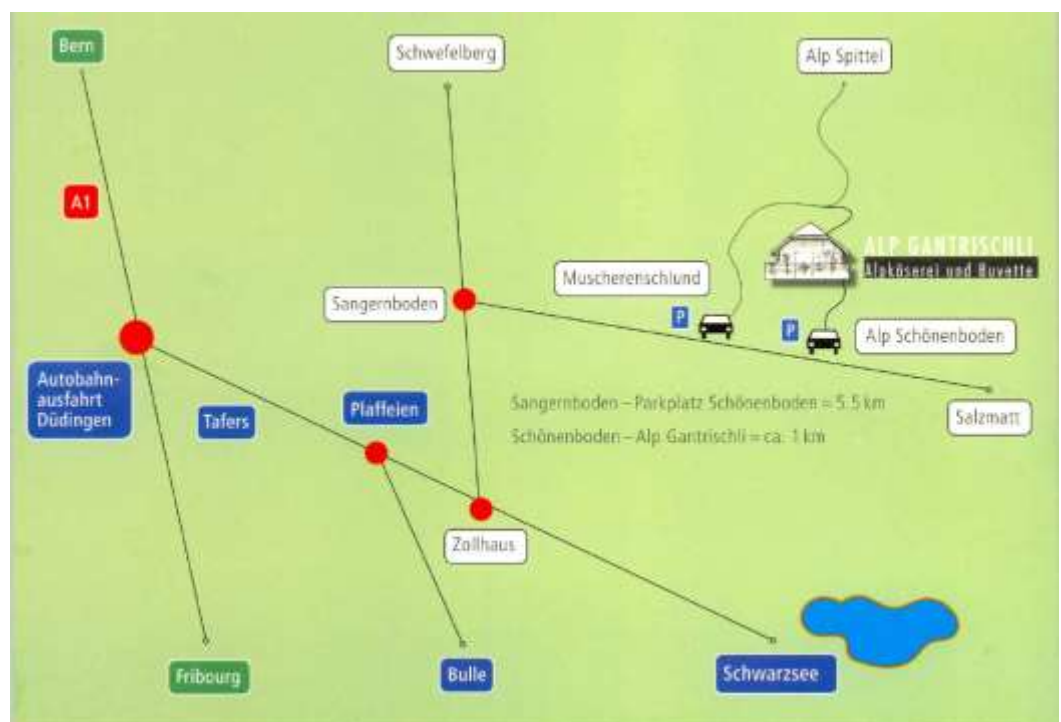 Bern
Schwefelberg
Alp Spittel
A1
ALP GANTRISCHLI
Alpkäserei und Buvette
Muscherenschlund
Sangernboden
P
P
Alp Schönenboden
Autobahn-
ausfahrt
Düdingen
Tafers
Plaffeien
Sangernboden – Parkplatz Schönenboden = 5.5 km
Salzmatt
Schönenboden – Alp Gantrischli = ca. 1 km
Zollhaus
Fribourg
Bulle
Schwarzsee